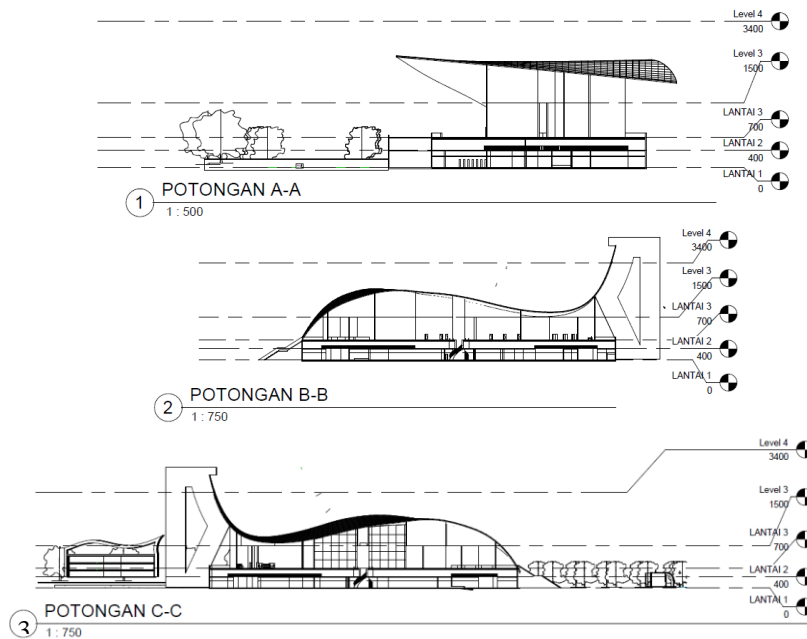 Level 4
3400
Level 3
1500
LANTAI 3
700
LANTAI 2
400
LANTAI 1
0
1
POTONGAN A-A
1 : 500
Level 4
3400
Level 3
1500
LANTAI 3
700
LANTAI 2
400
LANTAI 1
0
2
POTONGAN B-B
1 : 750
Level 4
3400
Level 3
1500
LANTAI 3
700
LANTAI 2
400
LANTAI 1
0
3
POTONGAN C-C
1 : 750